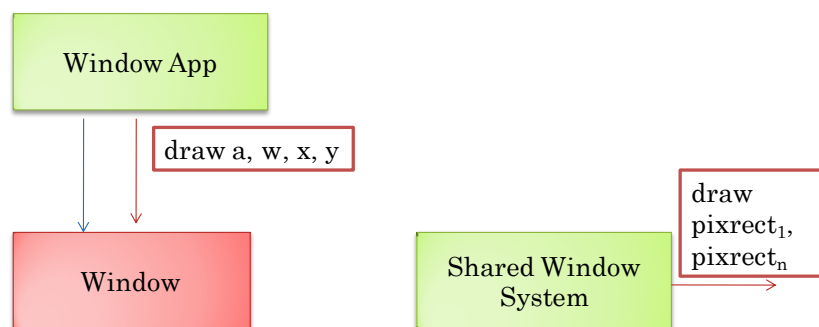 Window App
draw a, w, x, y
draw
pixrect₁,
pixrectₙ
Window
Shared Window
System